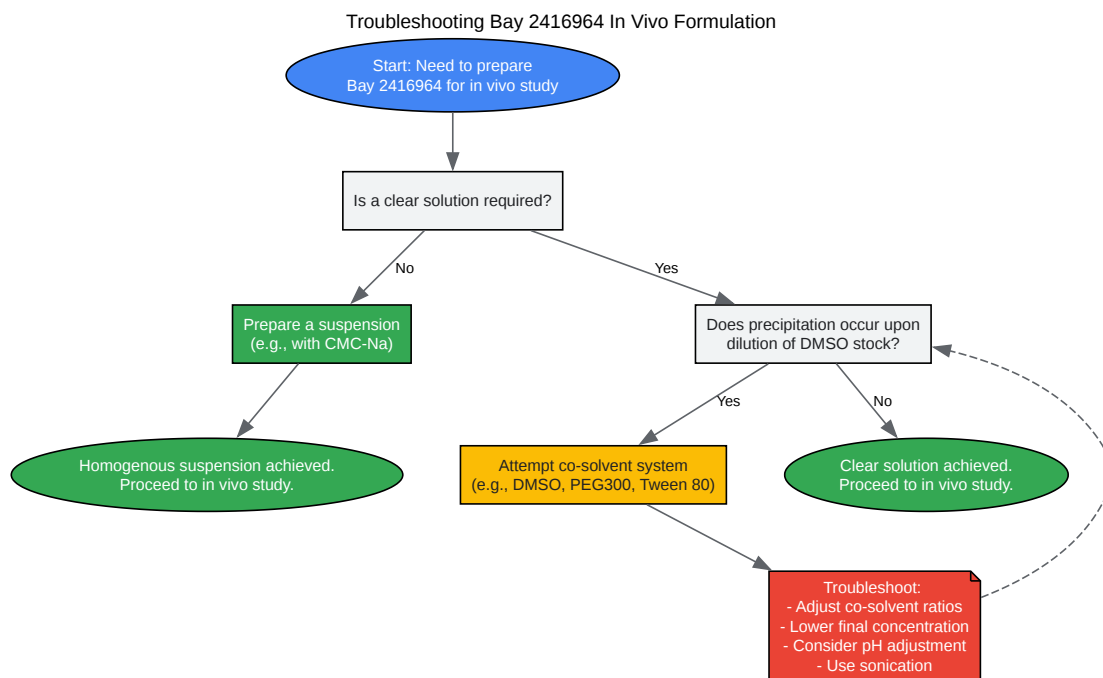 Troubleshooting Bay 2416964 In Vivo Formulation
Start: Need to prepare
Bay 2416964 for in vivo study
Is a clear solution required?
No
Yes
Prepare a suspension
(e.g., with CMC-Na)
Does precipitation occur upon
dilution of DMSO stock?
Yes
No
Homogenous suspension achieved.
Proceed to in vivo study.
Attempt co-solvent system
(e.g., DMSO, PEG300, Tween 80)
Clear solution achieved.
Proceed to in vivo study.
Troubleshoot:
- Adjust co-solvent ratios
- Lower final concentration
- Consider pH adjustment
- Use sonication